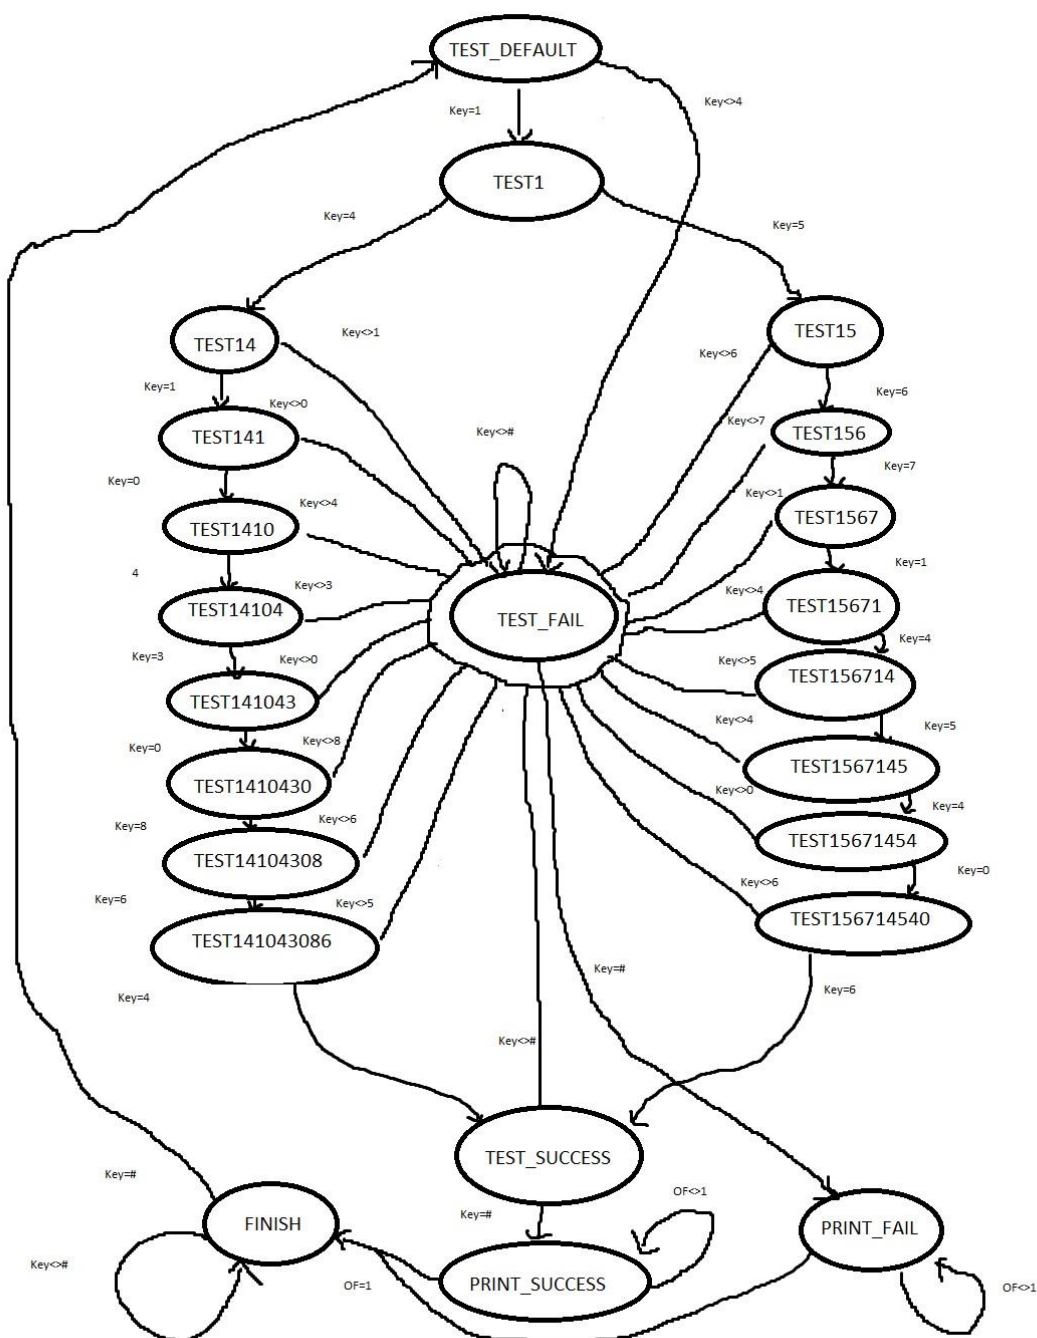 TEST_DEFAULT
Key<>4
Key=1
TEST1
Key=4
Key=5
TEST14
Key<>1
Key<>6
TEST15
Key=1
Key<>0
Key=6
TEST141
Key<>#
Key<>7
TEST156
Key=0
Key<>4
Key<>1
Key=7
TEST1410
TEST1567
4
Key<>3
Key=1
TEST14104
TEST_FAIL
Key<>4
TEST15671
Key=3
Key<>0
Key=4
TEST141043
Key<>5
TEST156714
Key=0
Key<>8
Key<>4
Key=5
TEST1410430
TEST1567145
Key=8
Key<>6
Key<>0
Key=4
TEST14104308
TEST15671454
Key=6
Key<>5
Key<>6
Key=0
TEST141043086
TEST156714540
Key=4
Key=#
Key=6
Key<>#
TEST_SUCCESS
Key=#
OF<>1
FINISH
Key=#
PRINT_FAIL
Key<>#
OF=1
PRINT_SUCCESS
OF<>1